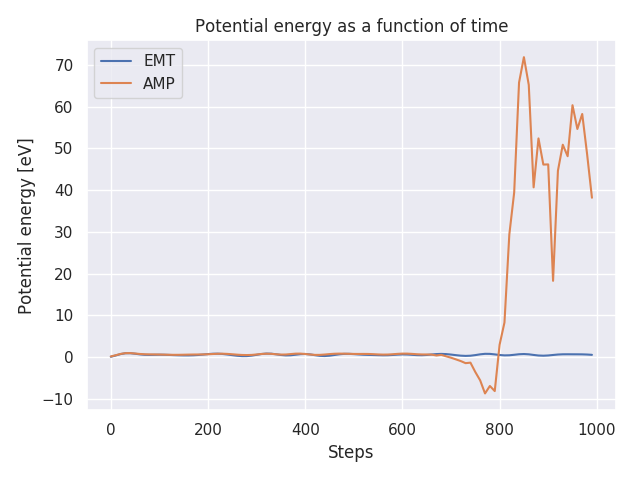 Potential energy as a function of time
EMT
AMP
70
60
50
40
30
20
10
0
−10
Potential energy [eV]
0 200 400 600 800 1000
Steps